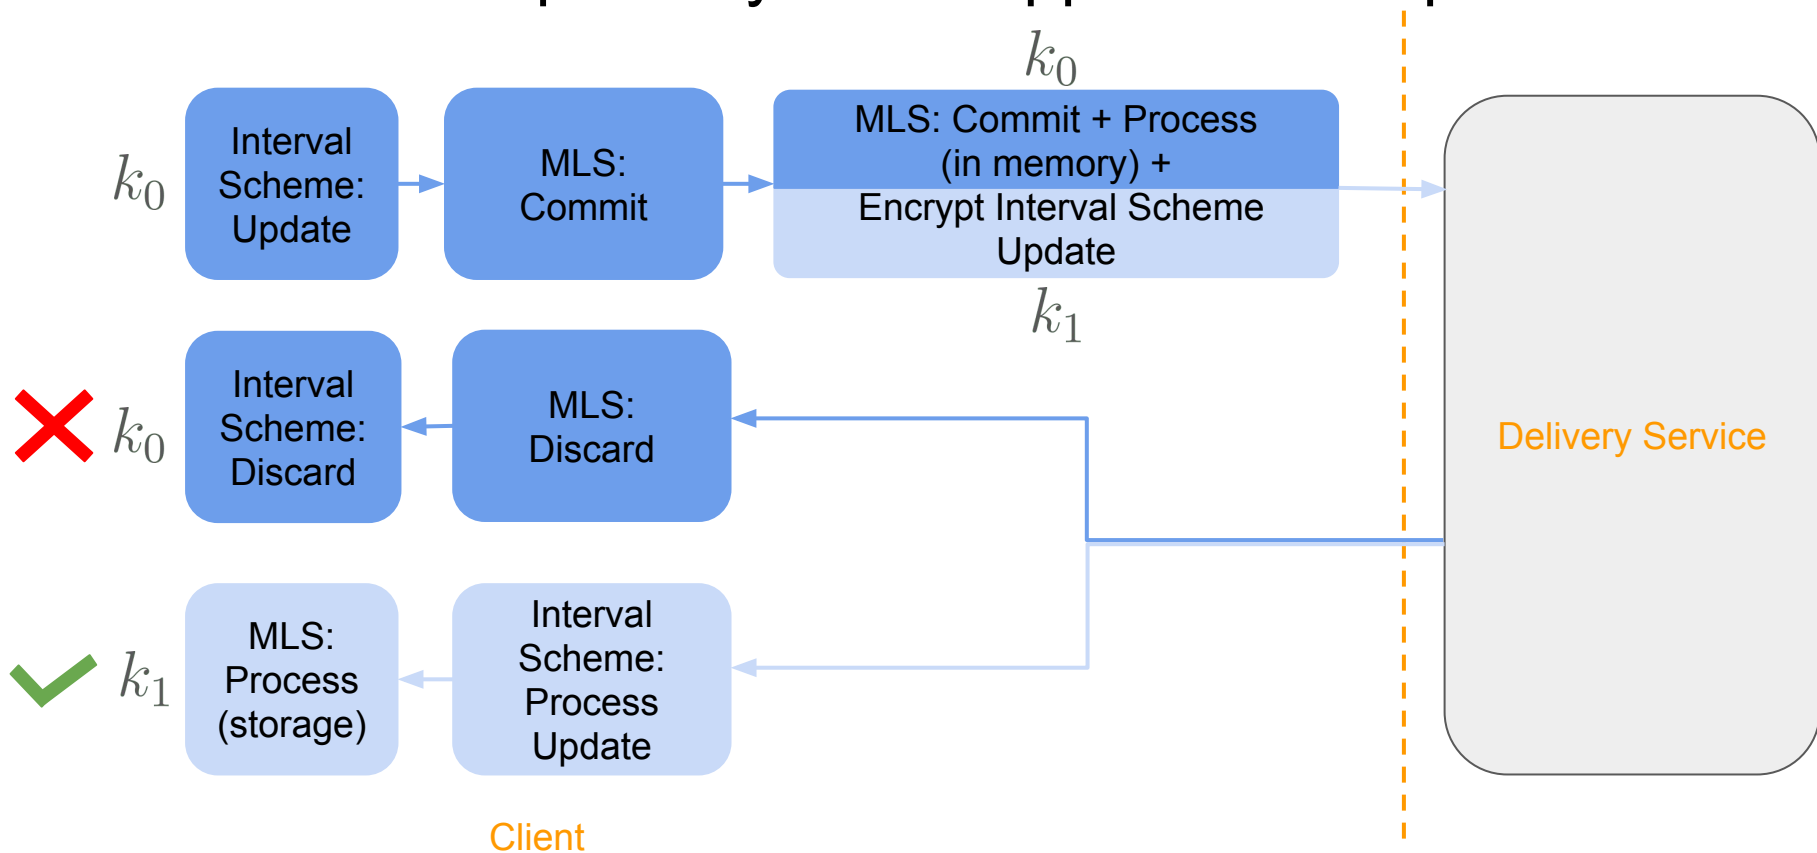 k0
MLS: Commit + Process
(in memory) +
Encrypt Interval Scheme
Update
k1
k0
Interval
Scheme:
Update
MLS:
Commit
k0
Interval
Scheme:
Discard
MLS:
Discard
Delivery Service
k1
MLS:
Process
(storage)
Interval
Scheme:
Process
Update
Client